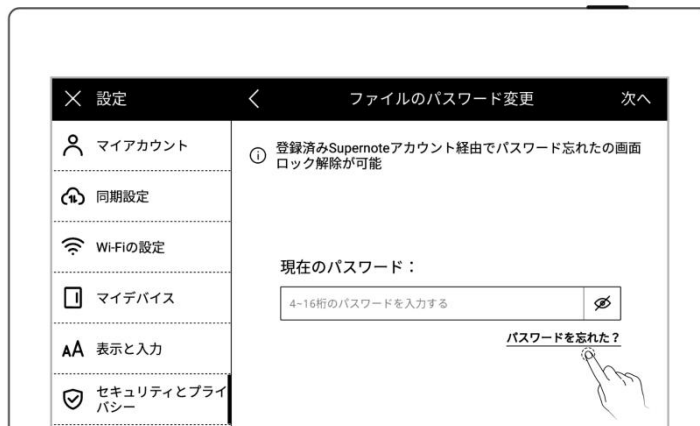 設定
ファイルのパスワード変更
次へ
マイアカウント
同期設定
Wi-Fiの設定
マイデバイス
AA 表示と入力
セキュリティとプライ
バシー
登録済みSupernoteアカウント経由でパスワード忘れたの画面
ロック解除が可能
現在のパスワード：
4~16桁のパスワードを入力する
パスワードを忘れた？